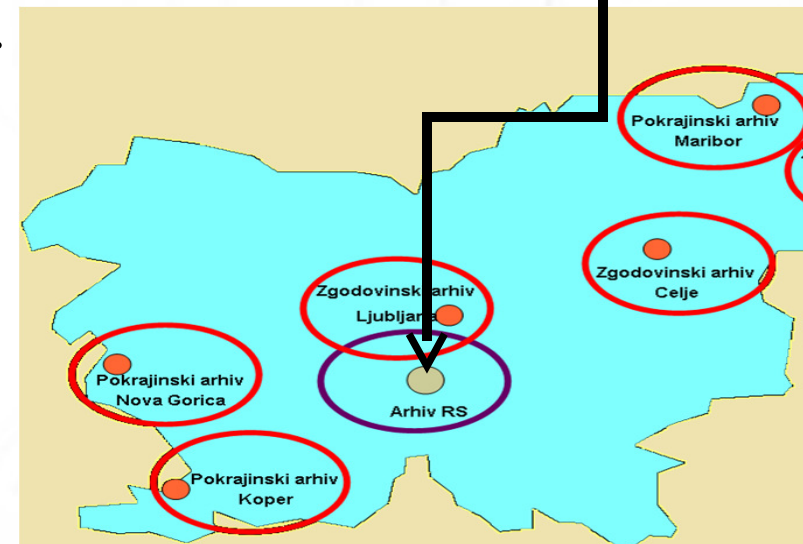 Pokrajinski arhiv
Maribor
Zgodovinski arhiv
Celje
Zgodovinski arhiv
Ljubljana
Pokrajinski arhiv
Nova Gorica
Arhiv RS
Pokrajinski arhiv
Koper